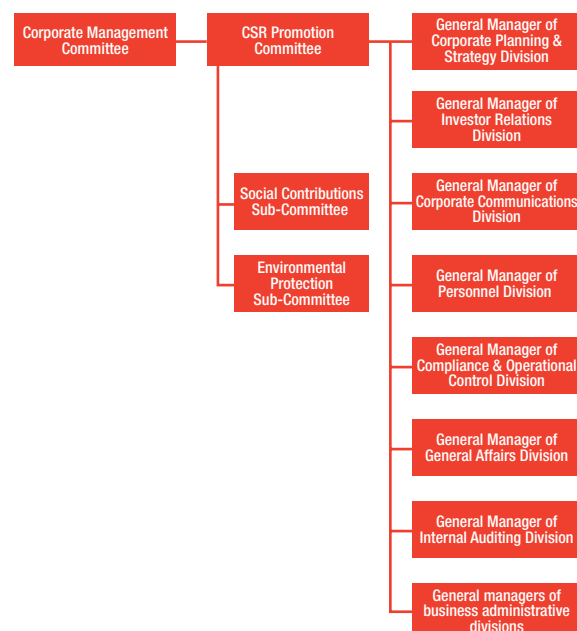 Corporate Management
Committee
CSR Promotion
Committee
General Manager of
Corporate Planning &
Strategy Division
General Manager of
Investor Relations
Division
Social Contributions
Sub-Committee
General Manager of
Corporate Communications
Division
Environmental
Protection
Sub-Committee
General Manager of
Personnel Division
General Manager of
Compliance & Operational
Control Division
General Manager of
General Affairs Division
General Manager of
Internal Auditing Division
General managers of
business administrative
divisions